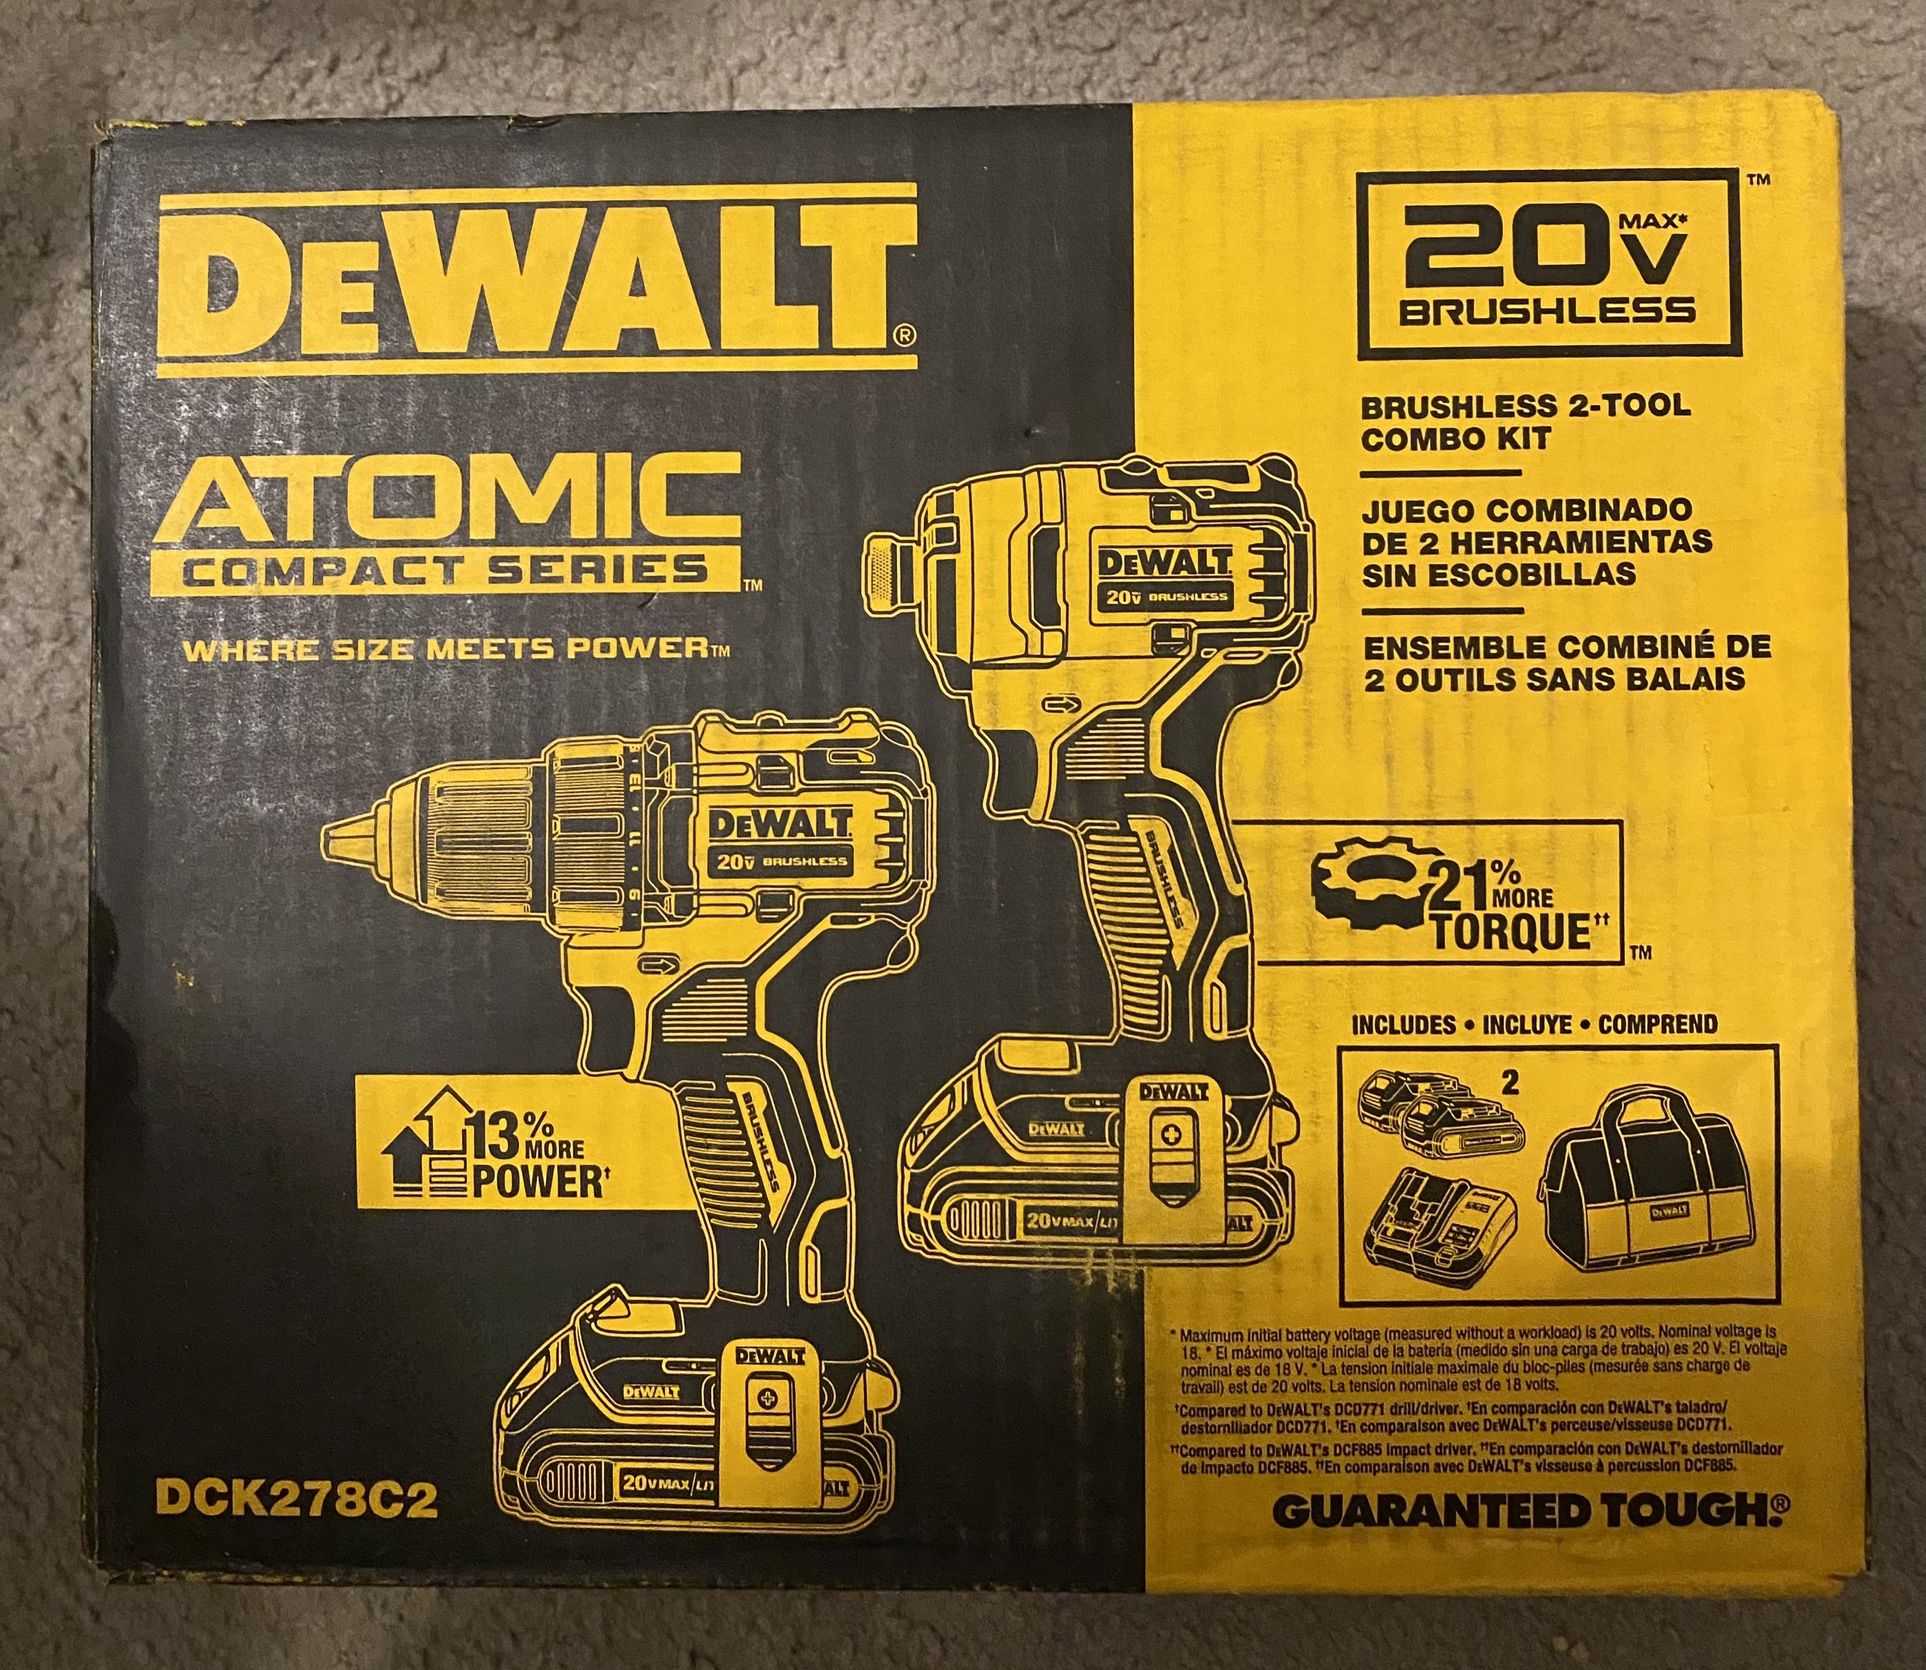 DEWALT®
ATOMIC
COMPACT SERIES™
WHERE SIZE MEETS POWER™
20V MAX* ™
BRUSHLESS
BRUSHLESS 2-TOOL
COMBO KIT
JUEGO COMBINADO
DE 2 HERRAMIENTAS
SIN ESCOBILLAS
ENSEMBLE COMBINÉ DE
2 OUTILS SANS BALAIS
DEWALT
20V BRUSHLESS
BRUSHLESS
DEWALT
DEWALT
20V MAX/LI
ALT
21% MORE
TORQUE††
™
DEWALT
20V BRUSHLESS
BRUSHLESS
13% MORE
POWER†
DEWALT
DEWALT
20V MAX/LI
ALT
INCLUDES • INCLUYE • COMPREND
2
DEWALT
* Maximum initial battery voltage (measured without a workload) is 20 volts. Nominal voltage is
18. * El máximo voltaje inicial de la batería (medido sin una carga de trabajo) es 20 V. El voltaje
nominal es de 18 V. * La tension initiale maximale du bloc-piles (mesurée sans charge de
travail) est de 20 volts. La tension nominale est de 18 volts.
†Compared to DEWALT's DCD771 drill/driver. †En comparación con DEWALT's taladro/
destornilliador DCD771. †En comparaison avec DEWALT's perceuse/visseuse DCD771.
††Compared to DEWALT's DCF885 impact driver. ††En comparación con DEWALT's destornillador
de impacto DCF885. ††En comparaison avec DEWALT's visseuse à percussion DCF885.
DCK278C2
GUARANTEED TOUGH.®